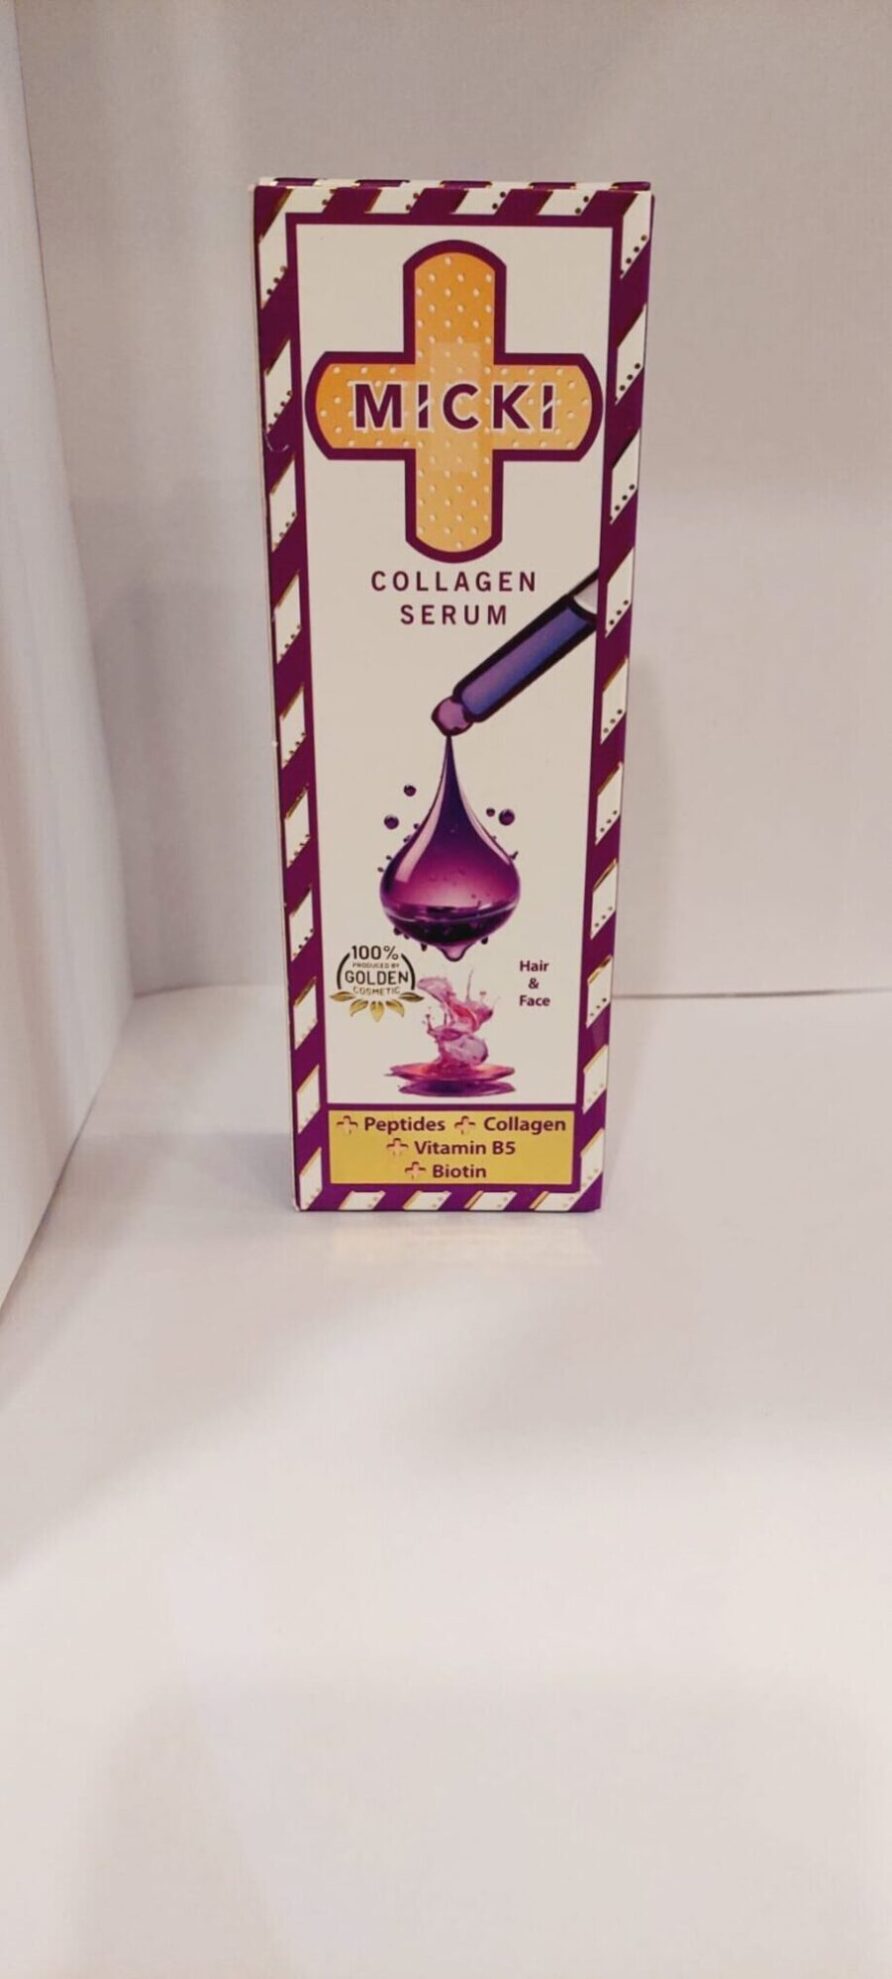 MICKI
COLLAGEN
SERUM
100%
PRODUCED BY
GOLDEN
COSMETIC
Hair
&
Face
Peptides Collagen
Vitamin B5
Biotin